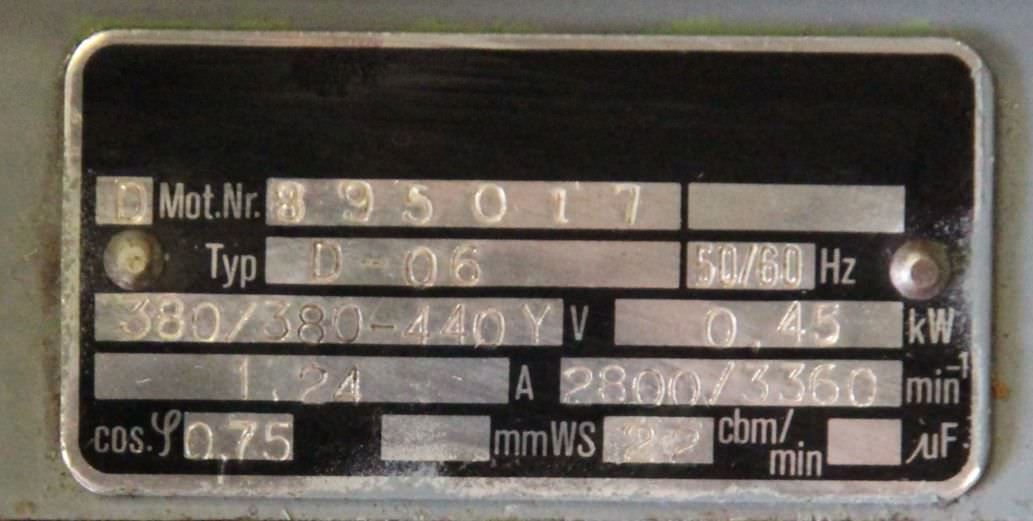 D Mot.Nr. 895017
Typ D-06 50/60 Hz
380/380-440 Y V 0,45 kW
1.24 A 2800/3360 min⁻¹
cos.φ 0,75 mmWS 22 cbm/min µF